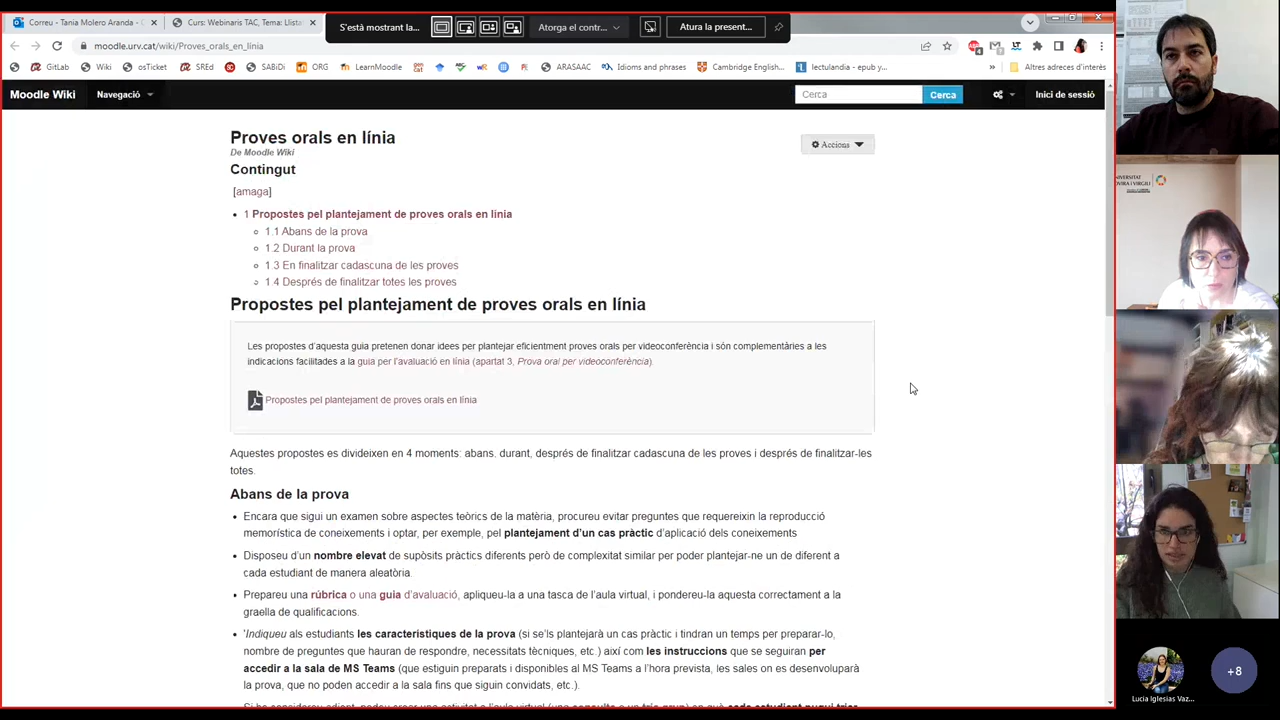 Correu - Tania Molero Aranda - O
Curs: Webinaris TAC, Tema: Llista
S'està mostrant la...
Atorga el contr...
Atura la present...
moodle.urv.cat/wiki/Proves_orals_en_línia
GitLab
Wiki
osTicket
SREd
SABiDi
ORG
LearnMoodle
ARASAAC
Idioms and phrases
Cambridge English...
lectulandia - epub y...
»
Altres adreces d'interès
Moodle Wiki
Navegació
Cerca
Cerca
Inici de sessió
Proves orals en línia
De Moodle Wiki
Accions
Contingut
[amaga]
1 Propostes pel plantejament de proves orals en línia
1.1 Abans de la prova
1.2 Durant la prova
1.3 En finalitzar cadascuna de les proves
1.4 Després de finalitzar totes les proves
Propostes pel plantejament de proves orals en línia
Les propostes d'aquesta guia pretenen donar idees per plantejar eficientment proves orals per videoconferència i són complementàries a les
indicacions facilitades a la guia per l'avaluació en línia (apartat 3, Prova oral per videoconferència).
Propostes pel plantejament de proves orals en línia
Aquestes propostes es divideixen en 4 moments: abans, durant, després de finalitzar cadascuna de les proves i després de finalitzar-les
totes.
Abans de la prova
Encara que sigui un examen sobre aspectes teòrics de la matèria, procureu evitar preguntes que requereixin la reproducció
memorística de coneixements i optar, per exemple, pel plantejament d'un cas pràctic d'aplicació dels coneixements
Disposeu d'un nombre elevat de supòsits pràctics diferents però de complexitat similar per poder plantejar-ne un de diferent a
cada estudiant de manera aleatòria.
Prepareu una rúbrica o una guia d'avaluació, apliqueu-la a una tasca de l'aula virtual, i pondereu-la aquesta correctament a la
graella de qualificacions.
'Indiqueu als estudiants les característiques de la prova (si se'ls plantejarà un cas pràctic i tindran un temps per preparar-lo,
nombre de preguntes que hauran de respondre, necessitats tècniques, etc.) així com les instruccions que se seguiran per
accedir a la sala de MS Teams (que estiguin preparats i disponibles al MS Teams a l'hora prevista, les sales on es desenvoluparà
la prova, que no poden accedir a la sala fins que siguin convidats, etc.).
UNIVERSITAT
ROVIRA I VIRGILI
Lucia Iglesias Vaz...
+8